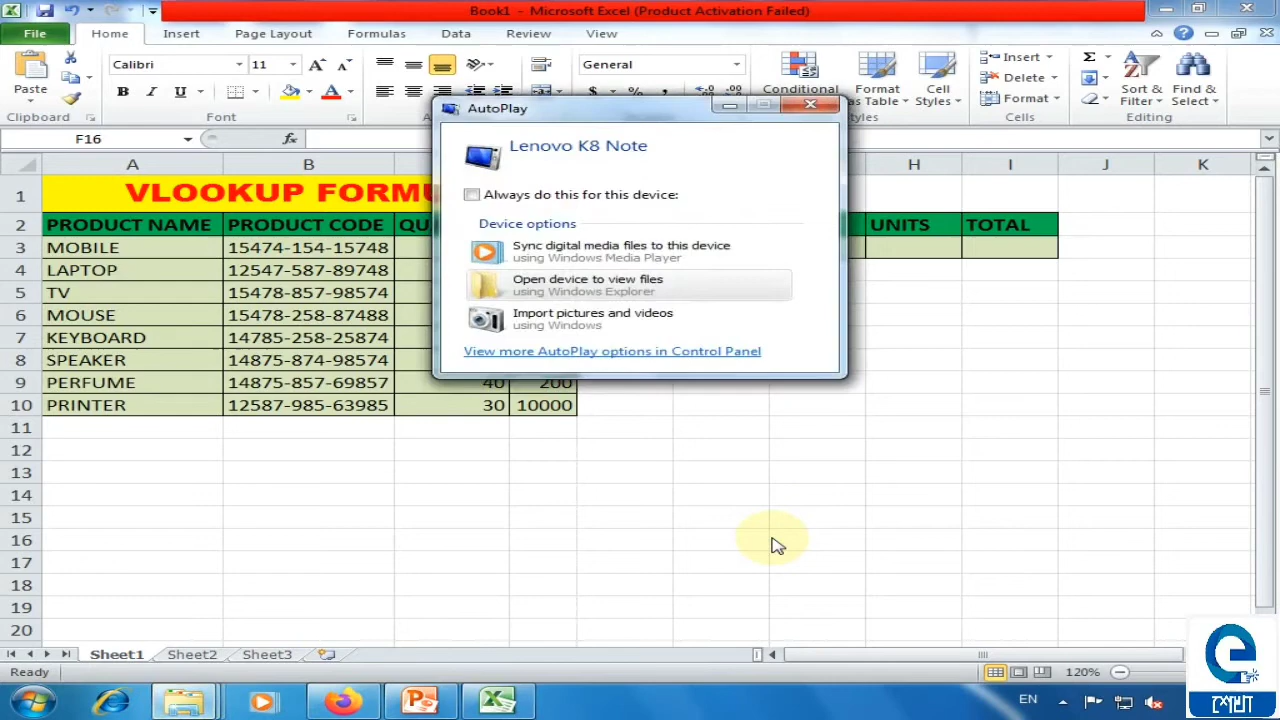 Book1 - Microsoft Excel (Product Activation Failed)
File Home Insert Page Layout Formulas Data Review View
Calibri 11 General
Paste
B I U $ %
Conditional Format Cell
as Table Styles
Insert Delete Format
Sort & Find &
Filter Select
Clipboard Font Styles Cells Editing
AutoPlay
F16 fx
A B H I J K
Lenovo K8 Note
Always do this for this device:
Device options
Sync digital media files to this device
using Windows Media Player
Open device to view files
using Windows Explorer
Import pictures and videos
using Windows
View more AutoPlay options in Control Panel
1 VLOOKUP
2 PRODUCT NAME PRODUCT CODE UNITS TOTAL
3 MOBILE 15474-154-15748
4 LAPTOP 12547-587-89748
5 TV 15478-857-98574
6 MOUSE 15478-258-87488
7 KEYBOARD 14785-258-25874
8 SPEAKER 14875-874-98574
9 PERFUME 14875-857-69857 40 200
10 PRINTER 12587-985-63985 30 10000
11
12
13
14
15
16
17
18
19
20
Sheet1 Sheet2 Sheet3
Ready 120%
EN